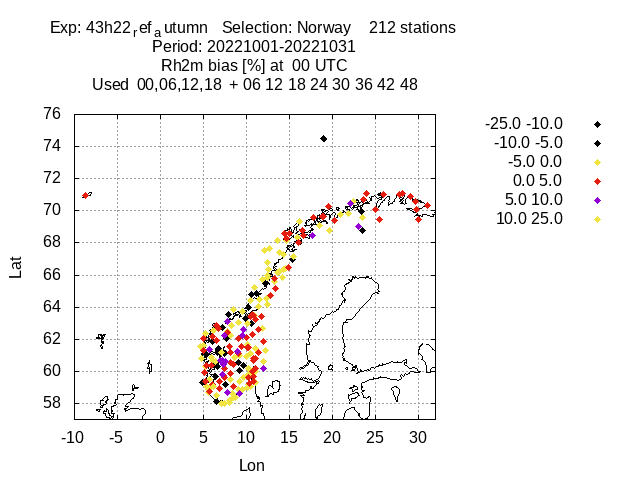 Exp: 43h22ref autumn Selection: Norway 212 stations
Period: 20221001-20221031
Rh2m bias [%] at 00 UTC
Used 00,06,12,18 + 06 12 18 24 30 36 42 48
76
74
72
70
68
66
64
62
60
58
Lat
-10 -5 0 5 10 15 20 25 30
Lon
-25.0 -10.0
-10.0 -5.0
-5.0 0.0
0.0 5.0
5.0 10.0
10.0 25.0